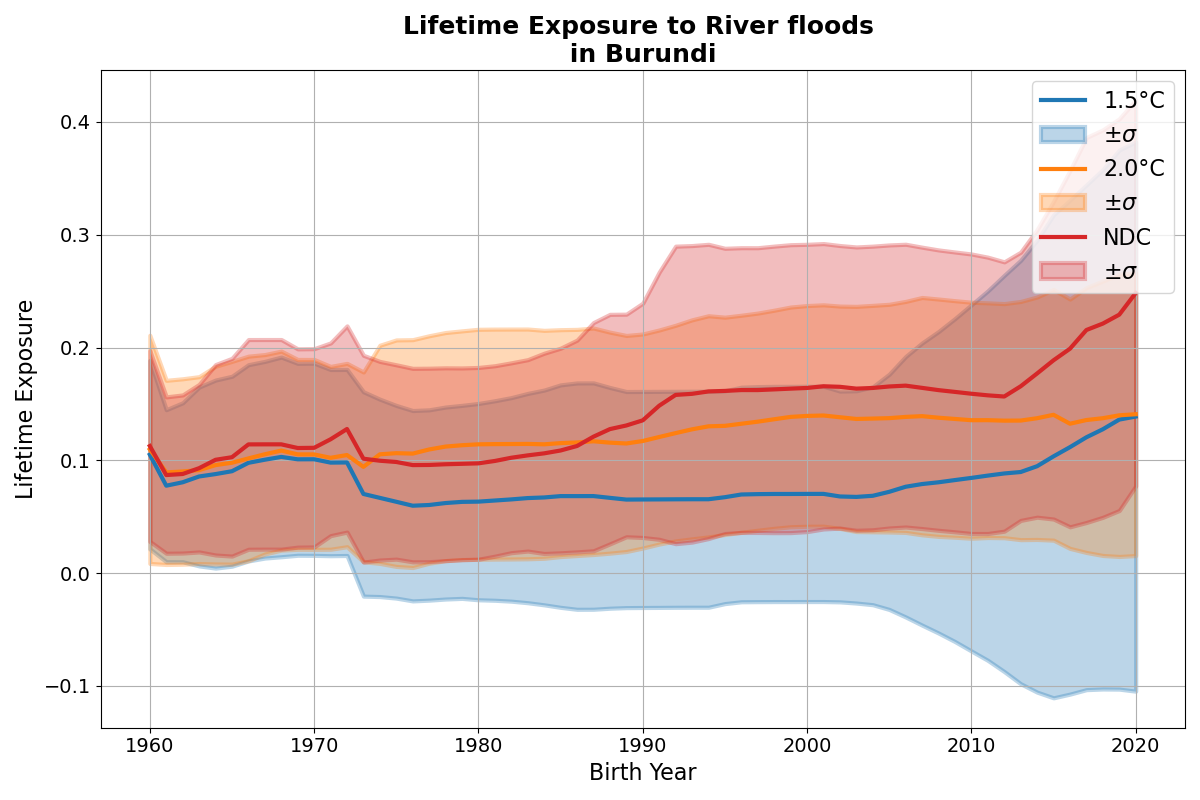 Lifetime Exposure to River floods
in Burundi
Lifetime Exposure
0.4
0.3
0.2
0.1
0.0
−0.1
1960
1970
1980
1990
2000
2010
2020
Birth Year
1.5°C
±σ
2.0°C
±σ
NDC
±σ